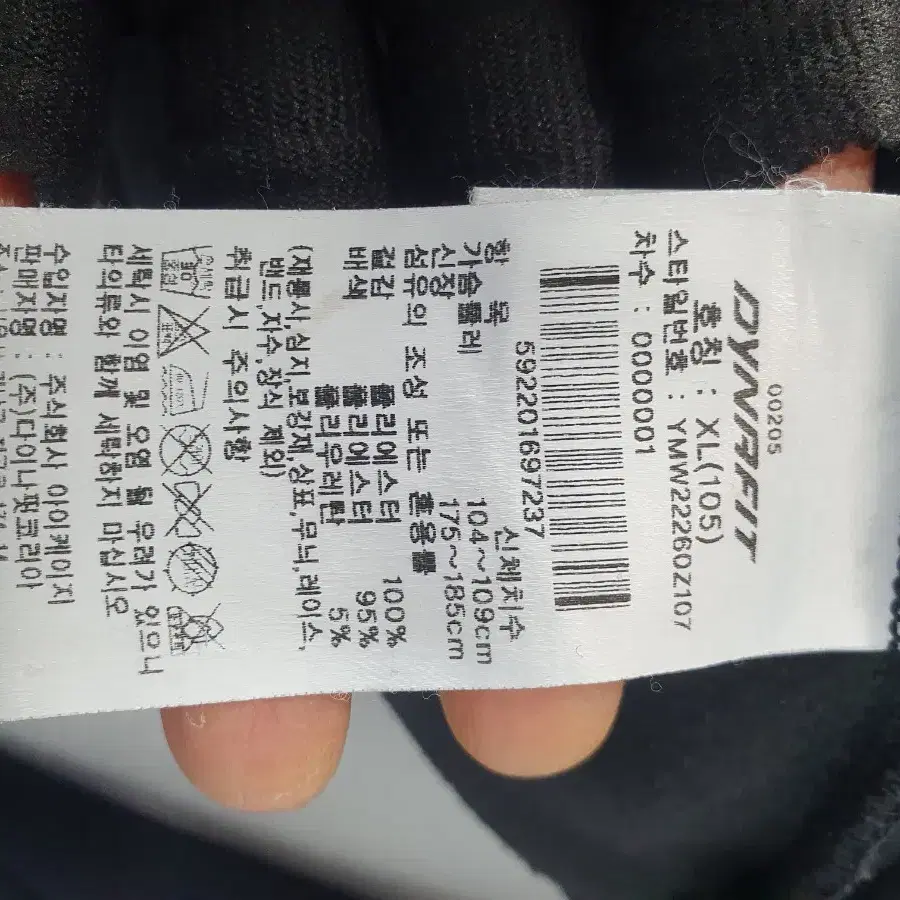 00205
DYNAFIT
호칭 : XL(105)
스타일번호 : YMW22260Z107
차수 : 0000001
592201697237
항 목 신체치수
가슴둘레 104~109cm
신장 175~185cm
섬유의 조성 또는 혼용률
겉감 폴리에스터 100%
배색 폴리에스터 95%
폴리우레탄 5%
(재봉사,심지,보강재,상표,무늬,레이스,
밴드,자수,장식 제외)
취급시 주의사항
세탁시 이염 및 오염 될 우려가 있으니
타의류와 함께 세탁하지 마십시오
수입자명 : 주식회사 이이케이지
판매자명 : (주)다이나핏코리아